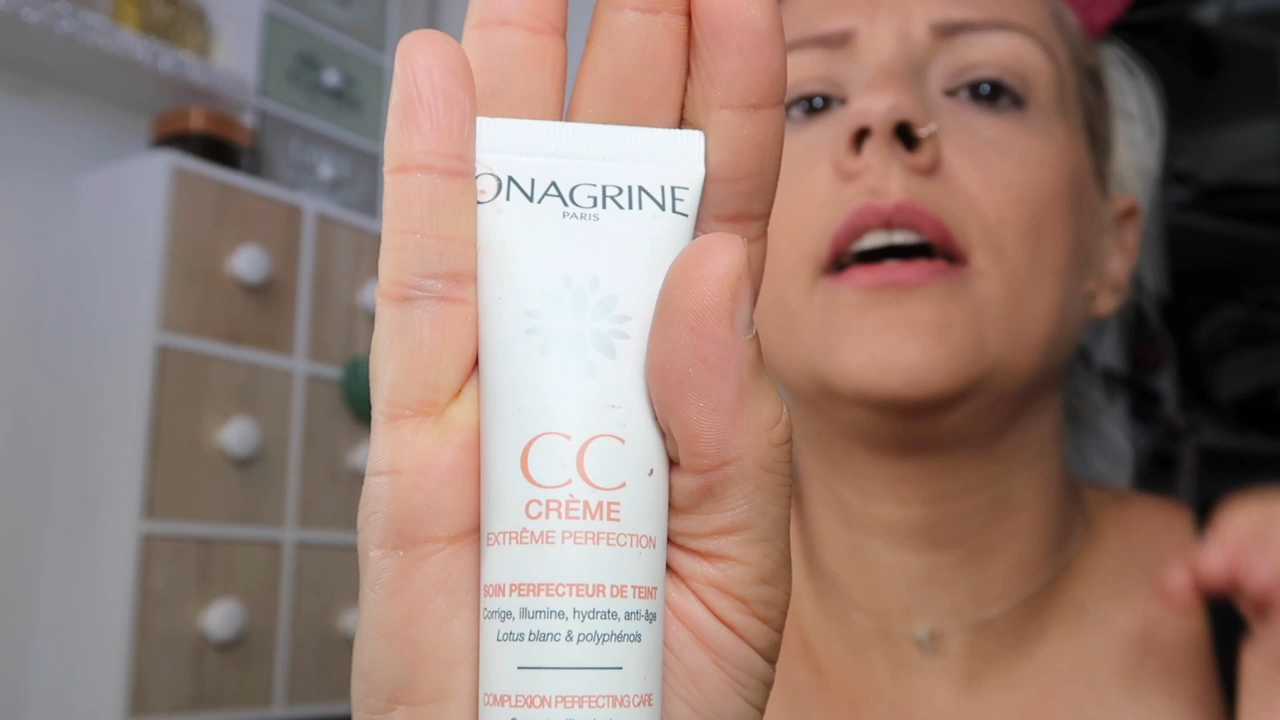 ONAGRINE
PARIS
CC
CRÈME
EXTRÊME PERFECTION
SOIN PERFECTEUR DE TEINT
Corrige, illumine, hydrate, anti-âge
Lotus blanc & polyphénols
COMPLEXION PERFECTING CARE